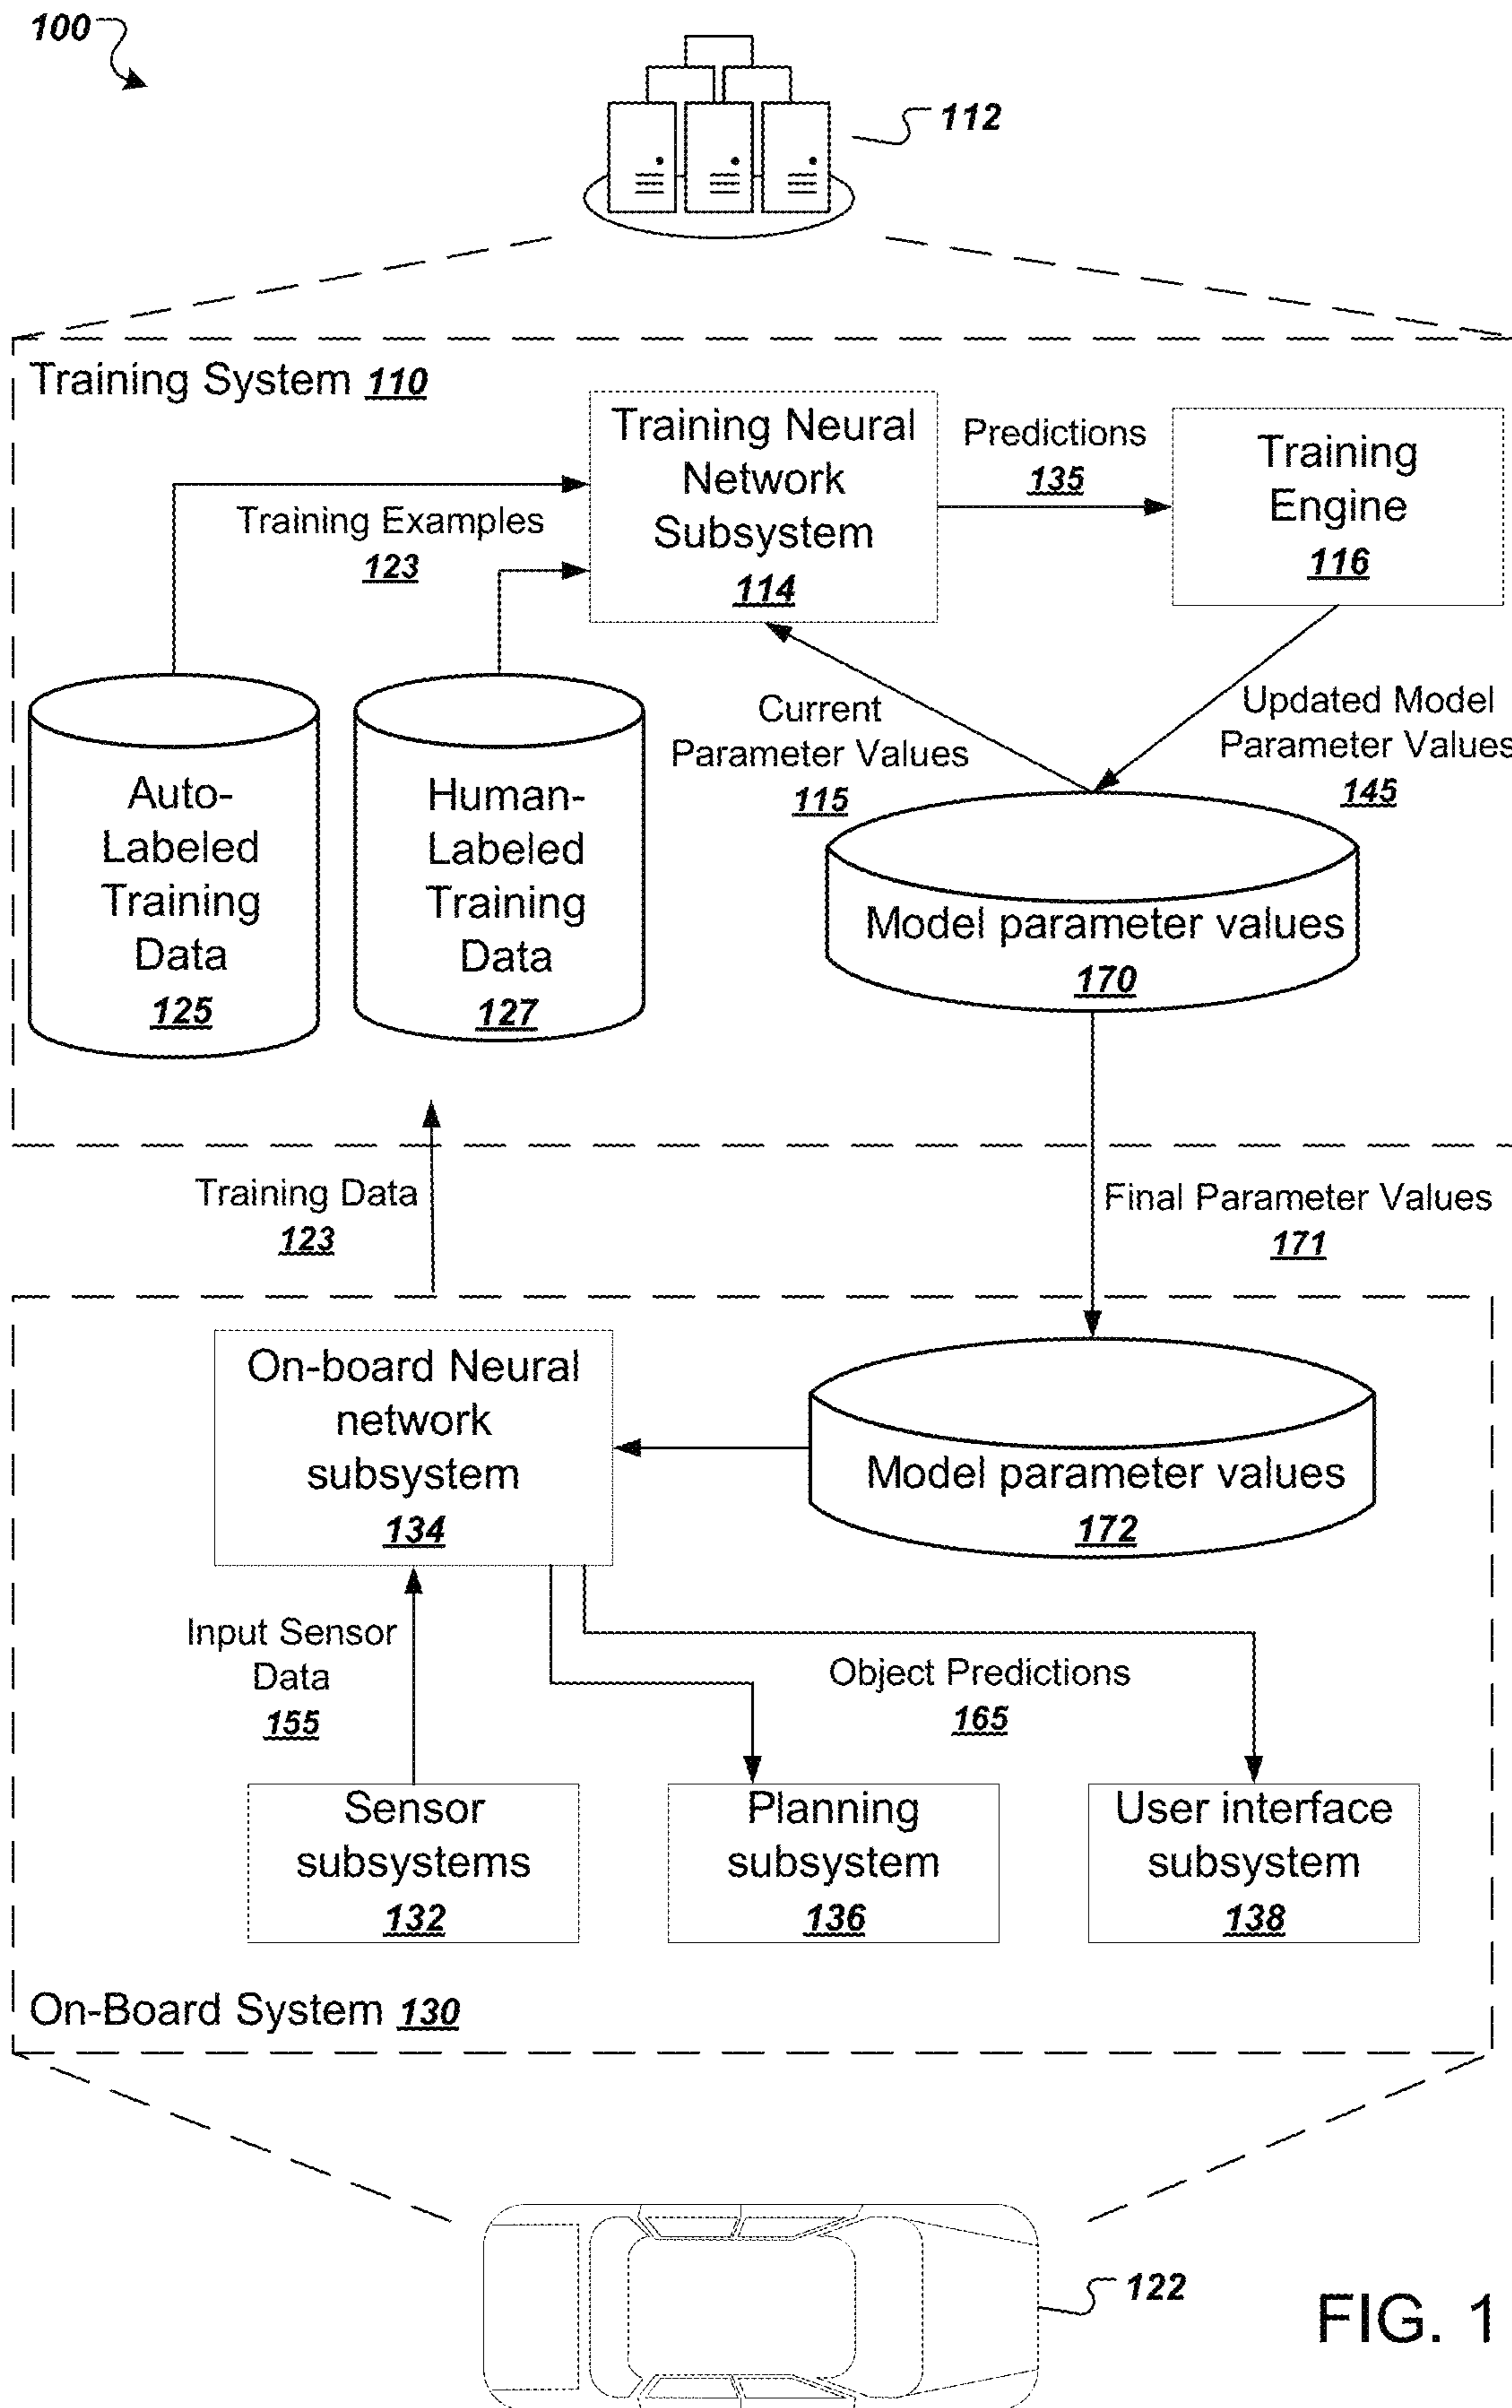 100
112
Training System 110
Training Neural
Network
Subsystem
114
Predictions
135
Training
Engine
116
Training Examples
123
Current
Parameter Values
115
Updated Model
Parameter Values
145
Auto-
Labeled
Training
Data
125
Human-
Labeled
Training
Data
127
Model parameter values
170
Training Data
123
Final Parameter Values
171
On-board Neural
network
subsystem
134
Model parameter values
172
Input Sensor
Data
155
Object Predictions
165
Sensor
subsystems
132
Planning
subsystem
136
User interface
subsystem
138
On-Board System 130
122
FIG. 1